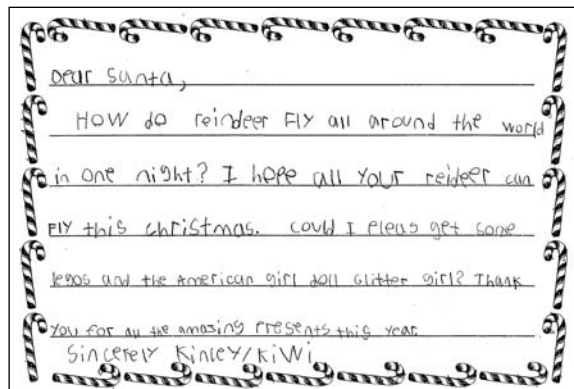 Dear Santa,
How do reindeer Fly all around the world
in one night? I hope all Your reideer can
Fly this christmas. Could I Pleas get some
legos and the American girl doll Glitter girl? Thank
You for all the amazing Presents this year.
Sincerely Kinley/KiWi